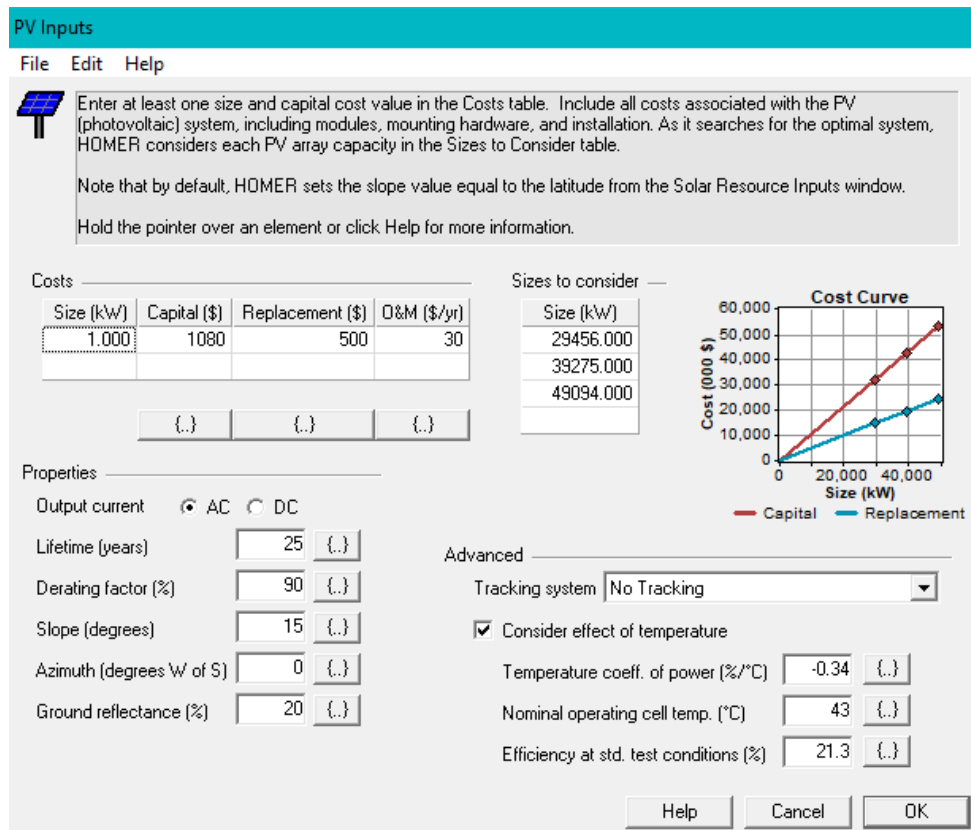 PV Inputs
File Edit Help
Enter at least one size and capital cost value in the Costs table. Include all costs associated with the PV
(photovoltaic) system, including modules, mounting hardware, and installation. As it searches for the optimal system,
HOMER considers each PV array capacity in the Sizes to Consider table.
Note that by default, HOMER sets the slope value equal to the latitude from the Solar Resource Inputs window.
Hold the pointer over an element or click Help for more information.
Costs
Size (kW) Capital ($) Replacement ($) O&M ($/yr)
1.000 1080 500 30
{..} {..} {..}
Sizes to consider
Size (kW)
29456.000
39275.000
49094.000
Cost Curve
Cost (000 $)
60,000
50,000
40,000
30,000
20,000
10,000
0
0 20,000 40,000
Size (kW)
Capital Replacement
Properties
Output current AC DC
Lifetime (years) 25 {..}
Derating factor (%) 90 {..}
Slope (degrees) 15 {..}
Azimuth (degrees W of S) 0 {..}
Ground reflectance (%) 20 {..}
Advanced
Tracking system No Tracking
Consider effect of temperature
Temperature coeff. of power (%/°C) -0.34 {..}
Nominal operating cell temp. (°C) 43 {..}
Efficiency at std. test conditions (%) 21.3 {..}
Help Cancel OK